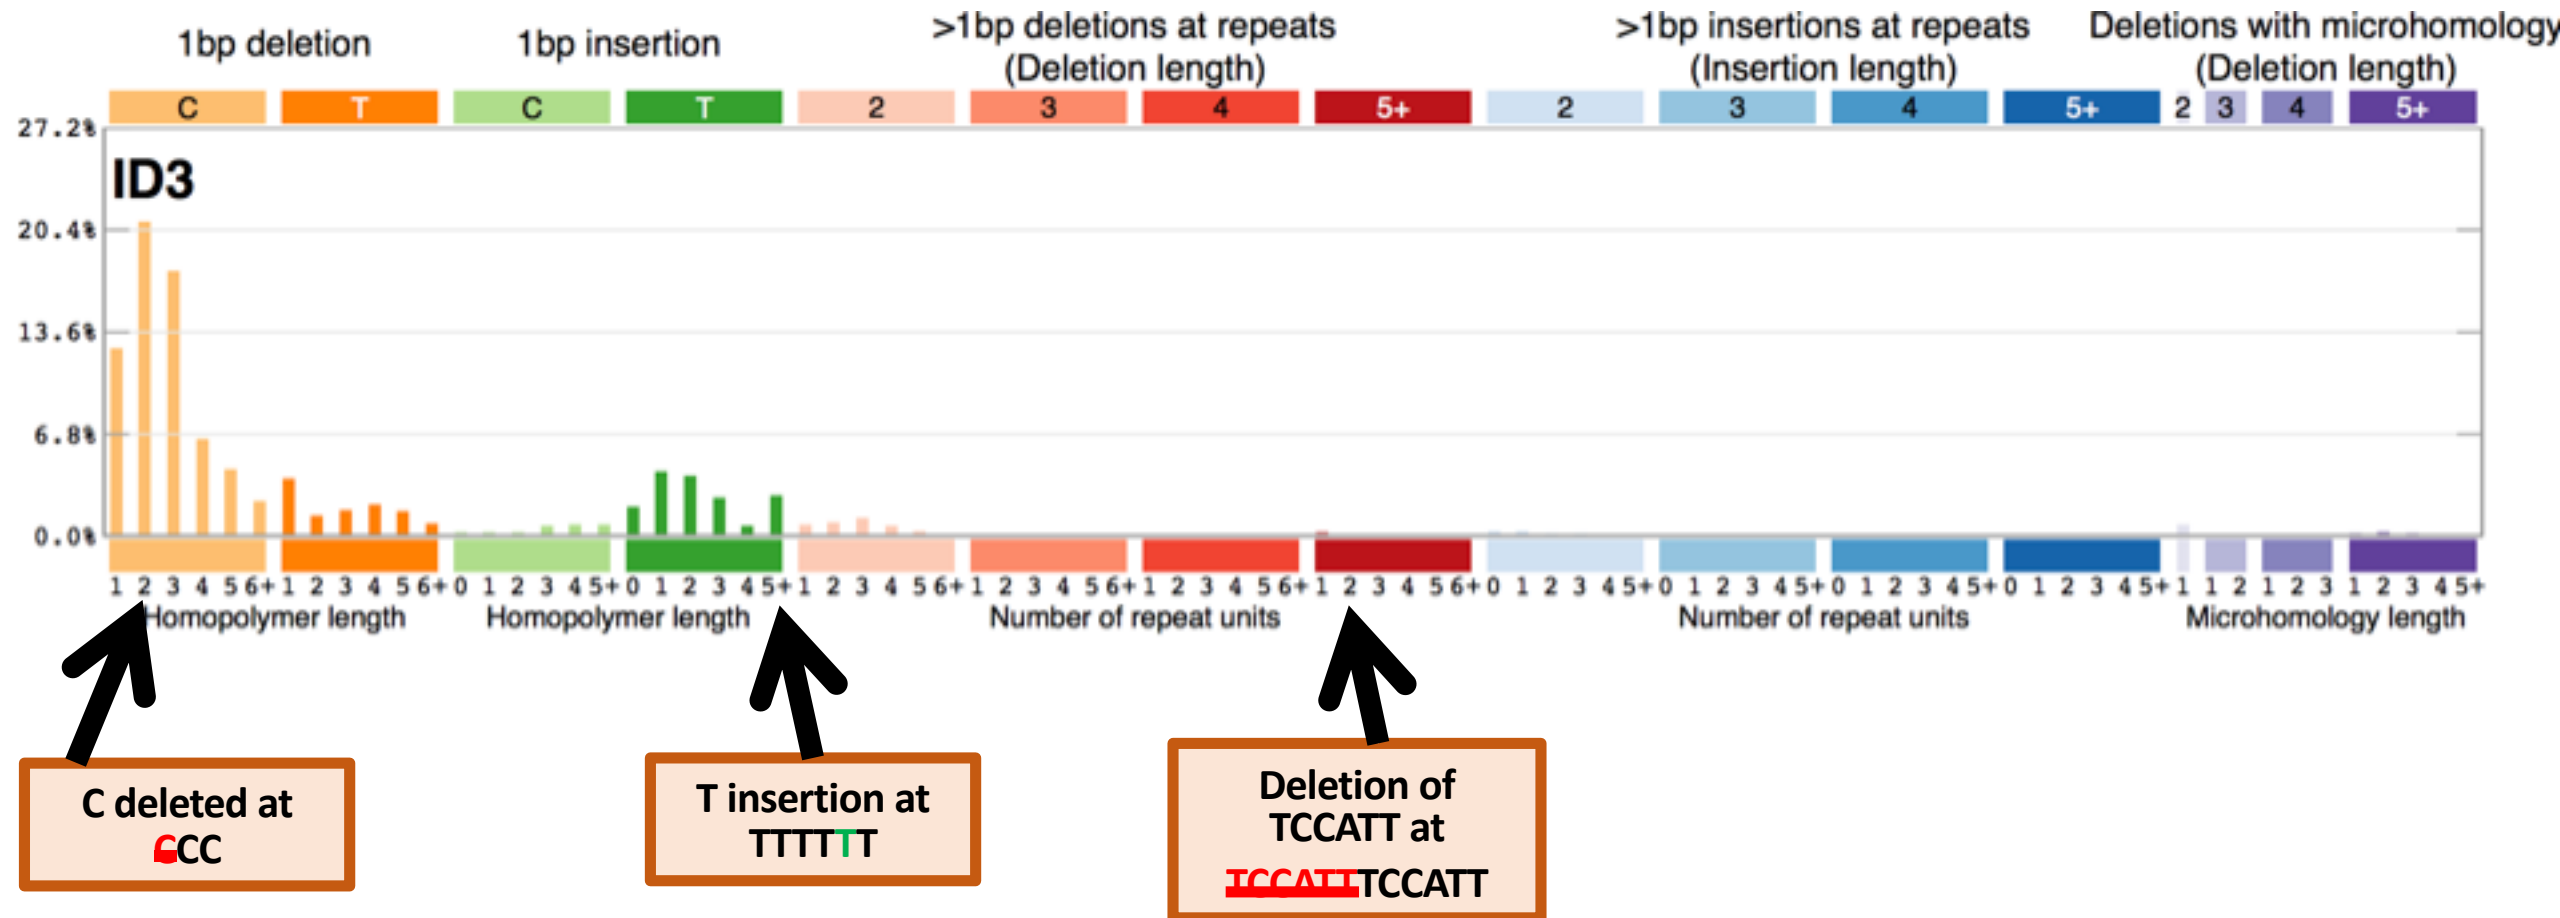 1bp deletion 1bp insertion >1bp deletions at repeats >1bp insertions at repeats Deletions with microhomology
(Deletion length) (Insertion length) (Deletion length)
C T C T 2 3 4 5+ 2 3 4 5+ 2 3 4 5+
27.2%
ID3
20.4%
13.6%
6.8%
0.0%
1 2 3 4 5 6+ 1 2 3 4 5 6+ 0 1 2 3 4 5+ 0 1 2 3 4 5+ 1 2 3 4 5 6+ 1 2 3 4 5 6+ 1 2 3 4 5 6+ 1 2 3 4 5 6+ 0 1 2 3 4 5+ 0 1 2 3 4 5+ 0 1 2 3 4 5+ 0 1 2 3 4 5+ 1 1 2 1 2 3 1 2 3 4 5+
Homopolymer length Homopolymer length Number of repeat units Number of repeat units Microhomology length
C deleted at
CCC
T insertion at
TTTTTT
Deletion of
TCCATT at
TCCATTTCCATT